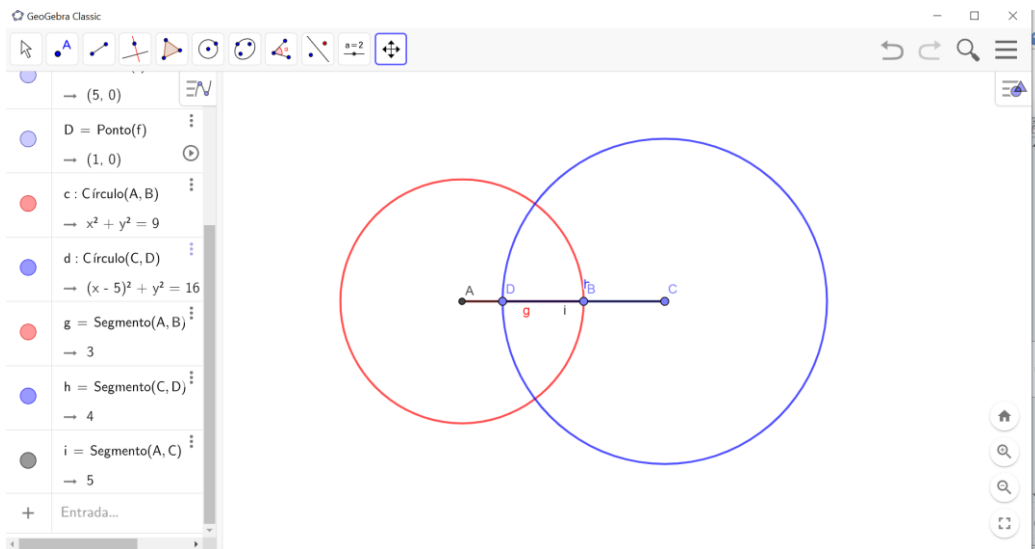 GeoGebra Classic
A
a=2
→ (5, 0)
D = Ponto(f)
→ (1, 0)
c : Círculo(A, B)
→ x² + y² = 9
d : Círculo(C, D)
→ (x - 5)² + y² = 16
g = Segmento(A, B)
→ 3
h = Segmento(C, D)
→ 4
i = Segmento(A, C)
→ 5
+ Entrada...
A
D
h
B
C
g
i